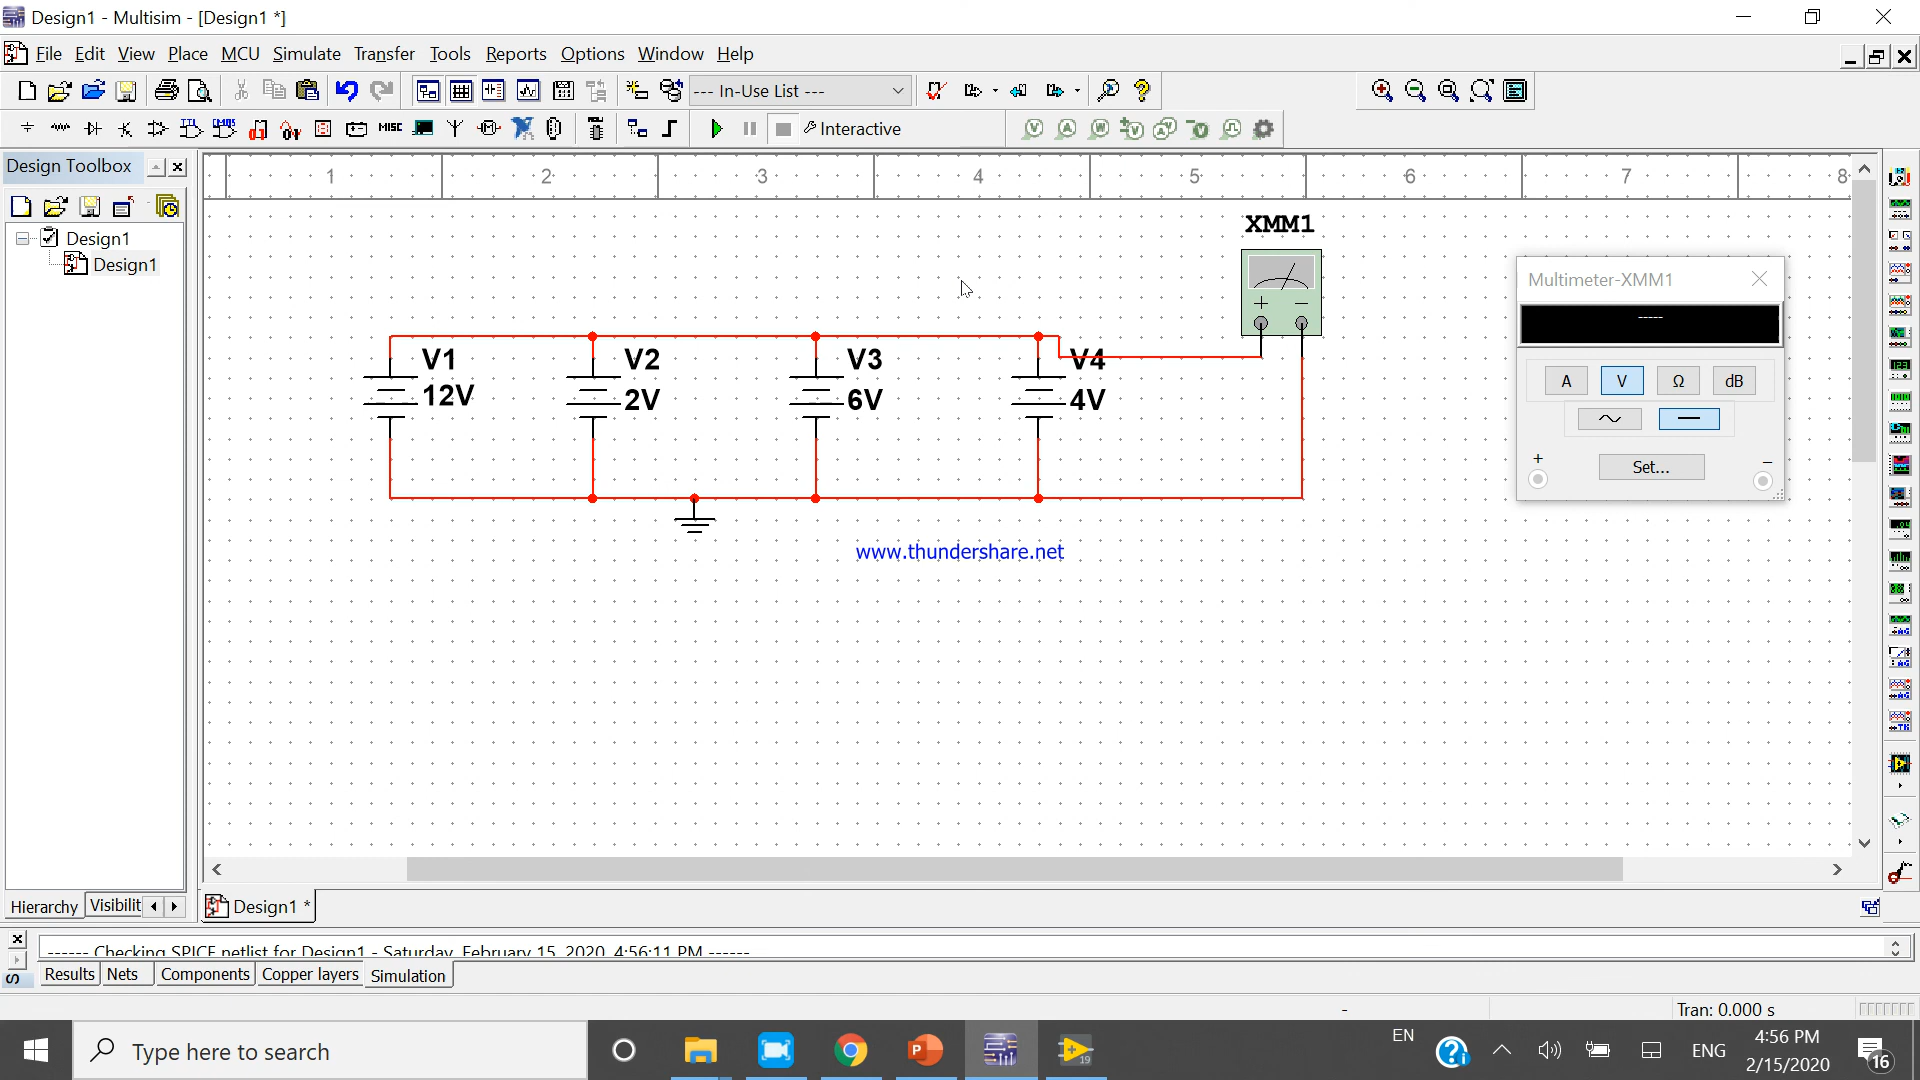 Design1 - Multisim - [Design1 *]
File Edit View Place MCU Simulate Transfer Tools Reports Options Window Help
--- In-Use List ---
MISC Interactive
Design Toolbox
1 2 3 4 5 6 7 8
Design1
Design1
XMM1
Multimeter-XMM1
-----
A V Ω dB
+ − Set...
V1 V2 V3 V4
12V 2V 6V 4V
www.thundershare.net
Hierarchy Visibilit Design1 *
------ Checking SPICE netlist for Design1 - Saturday, February 15, 2020, 4:56:11 PM ------
S
Results Nets Components Copper layers Simulation
- Tran: 0.000 s
Type here to search
19
EN
ENG
4:56 PM
2/15/2020
16